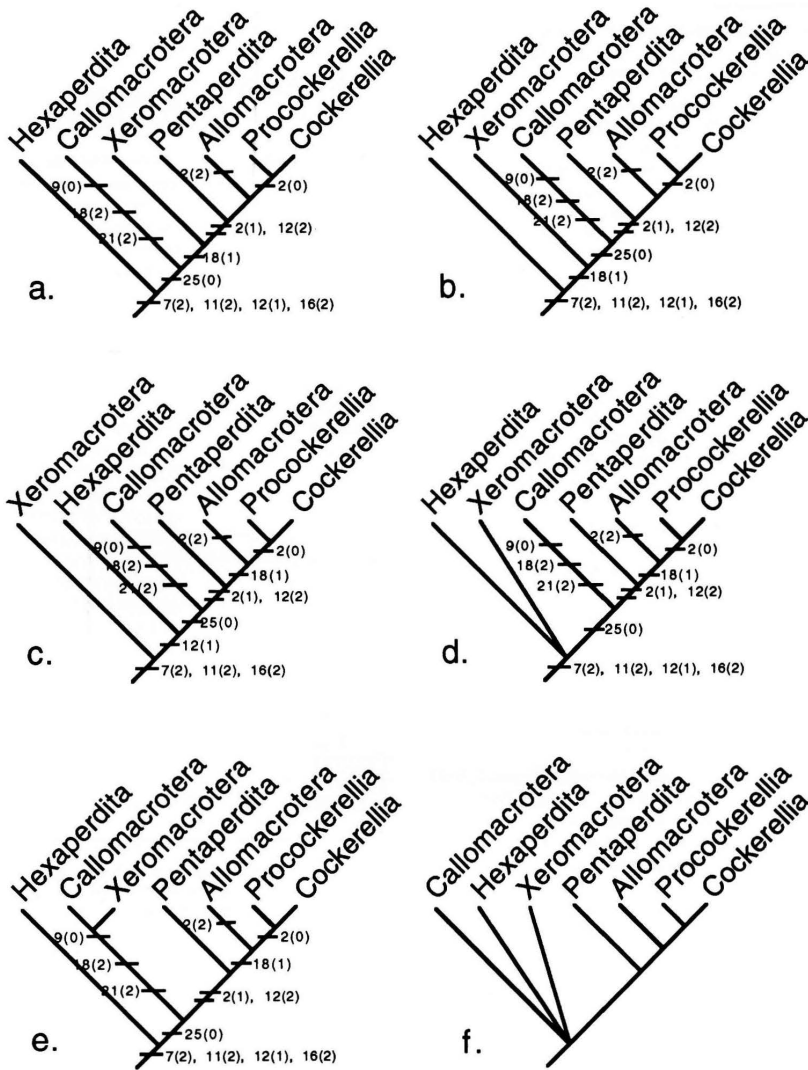 Hexaperdita
Callomacrotera
Xeromacrotera
Pentaperdita
Allomacrotera
Procockerellia
Cockerellia
9(0)
18(2)
21(2)
2(2)
2(0)
2(1), 12(2)
18(1)
25(0)
7(2), 11(2), 12(1), 16(2)
a.
Hexaperdita
Xeromacrotera
Callomacrotera
Pentaperdita
Allomacrotera
Procockerellia
Cockerellia
9(0)
18(2)
21(2)
2(2)
2(0)
2(1), 12(2)
25(0)
18(1)
7(2), 11(2), 12(1), 16(2)
b.
Xeromacrotera
Hexaperdita
Callomacrotera
Pentaperdita
Allomacrotera
Procockerellia
Cockerellia
9(0)
18(2)
21(2)
2(2)
2(0)
18(1)
2(1), 12(2)
25(0)
12(1)
7(2), 11(2), 16(2)
c.
Hexaperdita
Xeromacrotera
Callomacrotera
Pentaperdita
Allomacrotera
Procockerellia
Cockerellia
9(0)
18(2)
21(2)
2(2)
2(0)
18(1)
2(1), 12(2)
25(0)
7(2), 11(2), 12(1), 16(2)
d.
Hexaperdita
Callomacrotera
Xeromacrotera
Pentaperdita
Allomacrotera
Procockerellia
Cockerellia
9(0)
18(2)
21(2)
2(2)
2(0)
18(1)
2(1), 12(2)
25(0)
7(2), 11(2), 12(1), 16(2)
e.
Callomacrotera
Hexaperdita
Xeromacrotera
Pentaperdita
Allomacrotera
Procockerellia
Cockerellia
f.